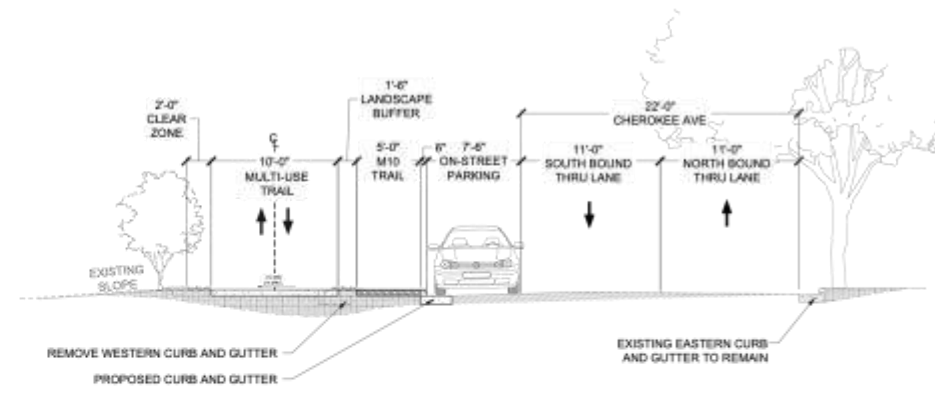 2'-0"
CLEAR
ZONE
10'-0"
MULTI-USE
TRAIL
1'-6"
LANDSCAPE
BUFFER
5'-0"
M10
TRAIL
6"
7'-6"
ON-STREET
PARKING
22'-0"
CHEROKEE AVE
11'-0"
SOUTH BOUND
THRU LANE
11'-0"
NORTH BOUND
THRU LANE
EXISTING
SLOPE
REMOVE WESTERN CURB AND GUTTER
PROPOSED CURB AND GUTTER
EXISTING EASTERN CURB
AND GUTTER TO REMAIN